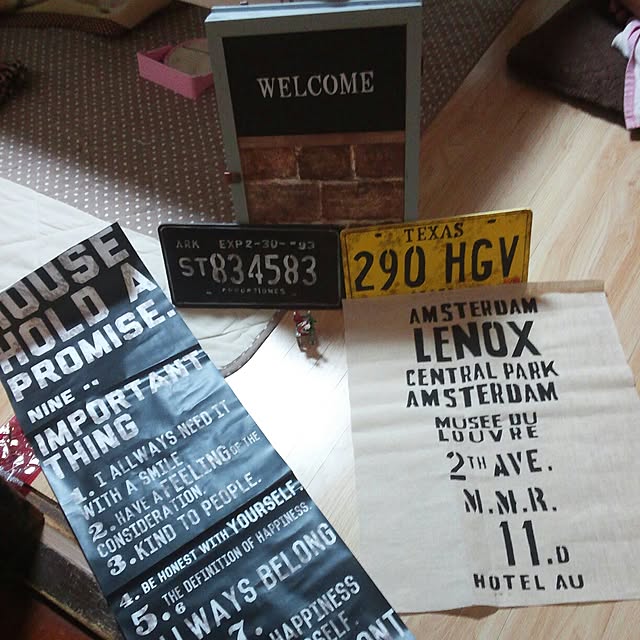 WELCOME
ARK EXP2-30-"93
ST834583
PROPORTIONES
TEXAS
290 HGV
HOUSE
HOLD A
PROMISE..
NINE ..
IMPORTANT
THING
1. I ALLWAYS NEED IT
WITH A SMILE
2. HAVE A FEELING OF THE
CONSIDERATION.
3. KIND TO PEOPLE.
4. BE HONEST WITH YOURSELF.
5. THE DEFINITION OF HAPPINESS
6
ALWAYS BELONG
7. HAPPINESS
AMSTERDAM
LENOX
CENTRAL PARK
AMSTERDAM
MUSEE DU
LOUVRE
2TH AVE.
M.M.R.
11.D
HOTEL AU